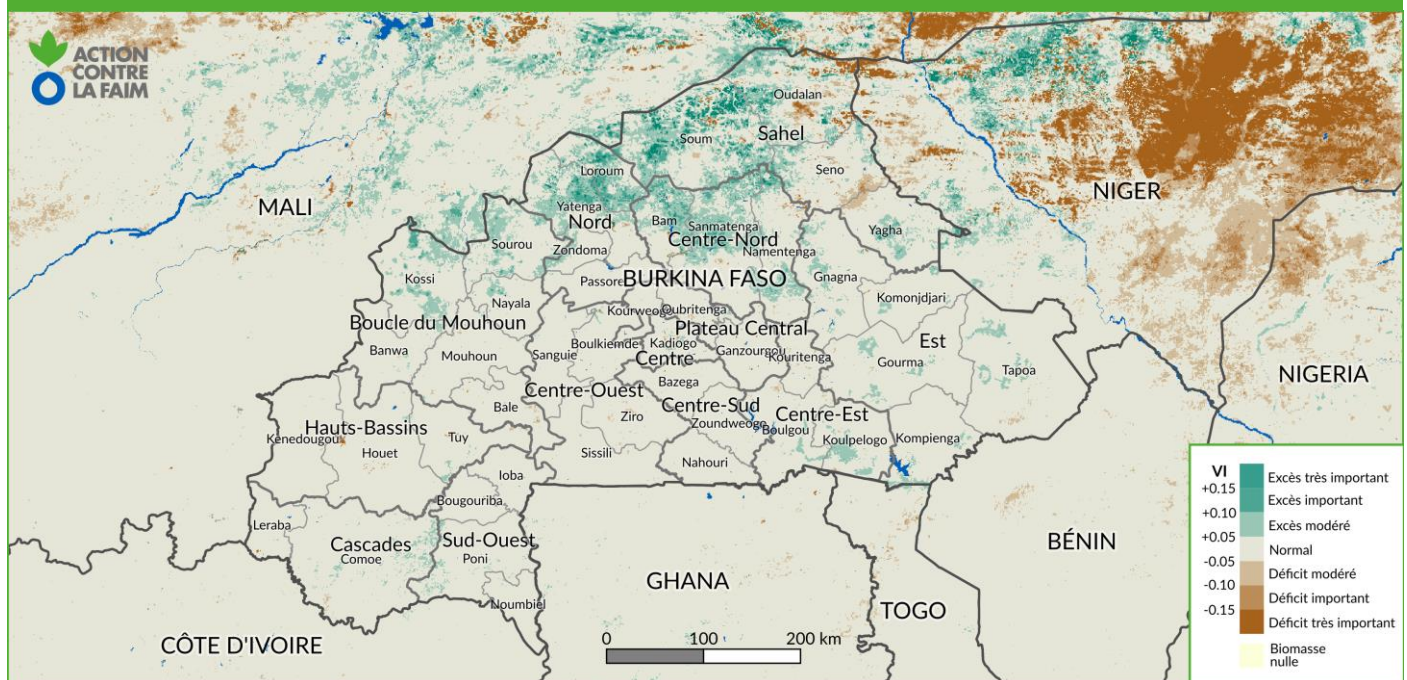 ACTION
CONTRE
LA FAIM
Oudalan
Soum
Sahel
Loroum
Seno
NIGER
MALI
Yatenga
Nord
Bam
Sanmatenga
Centre-Nord
Yagha
Sourou
Zondoma
Namentenga
Kossi
Passore
BURKINA FASO
Gnagna
Komonjdjari
Nayala
Kourweogo
Oubritenga
Boucle du Mouhoun
Plateau Central
Est
Banwa
Mouhoun
Sanguie
Boulkiemde
Kadiogo
Ganzourgou
Kouritenga
Centre
Gourma
Tapoa
NIGERIA
Bazega
Centre-Ouest
Bale
Ziro
Centre-Sud
Centre-Est
Zoundweogo
Boulgou
Hauts-Bassins
Kenedougou
Tuy
Houet
Koulpelogo
Kompienga
Sissili
Nahouri
Ioba
Bougouriba
Leraba
Cascades
Comoe
Sud-Ouest
Poni
Noumbiel
GHANA
TOGO
BÉNIN
CÔTE D'IVOIRE
0 100 200 km
VI
Excès très important
+0.15
Excès important
+0.10
Excès modéré
+0.05
Normal
-0.05
Déficit modéré
-0.10
Déficit important
-0.15
Déficit très important
Biomasse
nulle